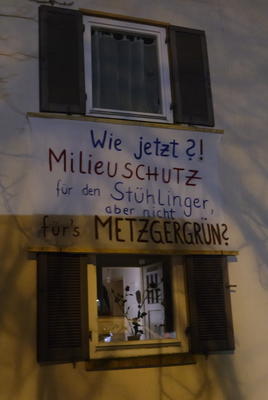 Wie jetzt ?!
MILIEUSCHUTZ
für den Stühlinger,
aber nicht
für's METZGERGRÜN?